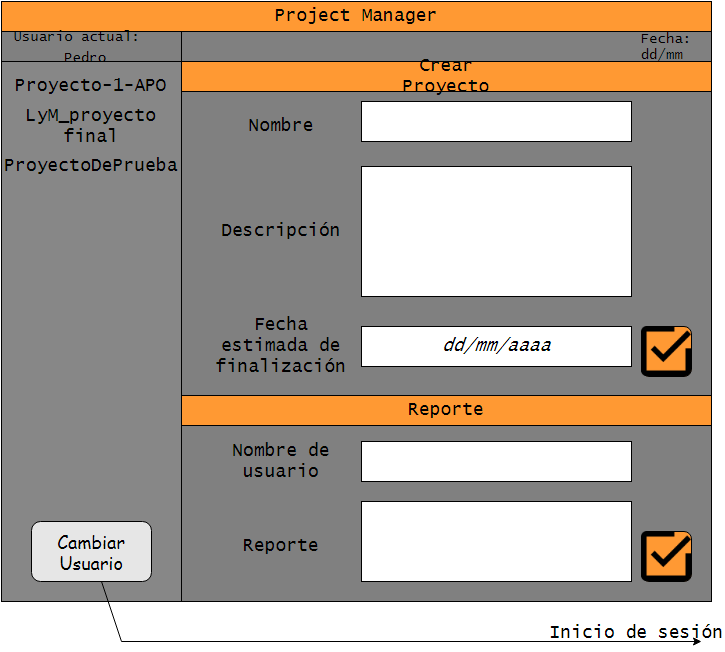 Project Manager
Usuario actual:
Pedro
Fecha:
dd/mm
Proyecto-1-APO
LyM_proyecto
final
ProyectoDePrueba
Crear
Proyecto
Nombre
Descripción
Fecha
estimada de
finalización
dd/mm/aaaa
Reporte
Nombre de
usuario
Reporte
Cambiar
Usuario
Inicio de sesión